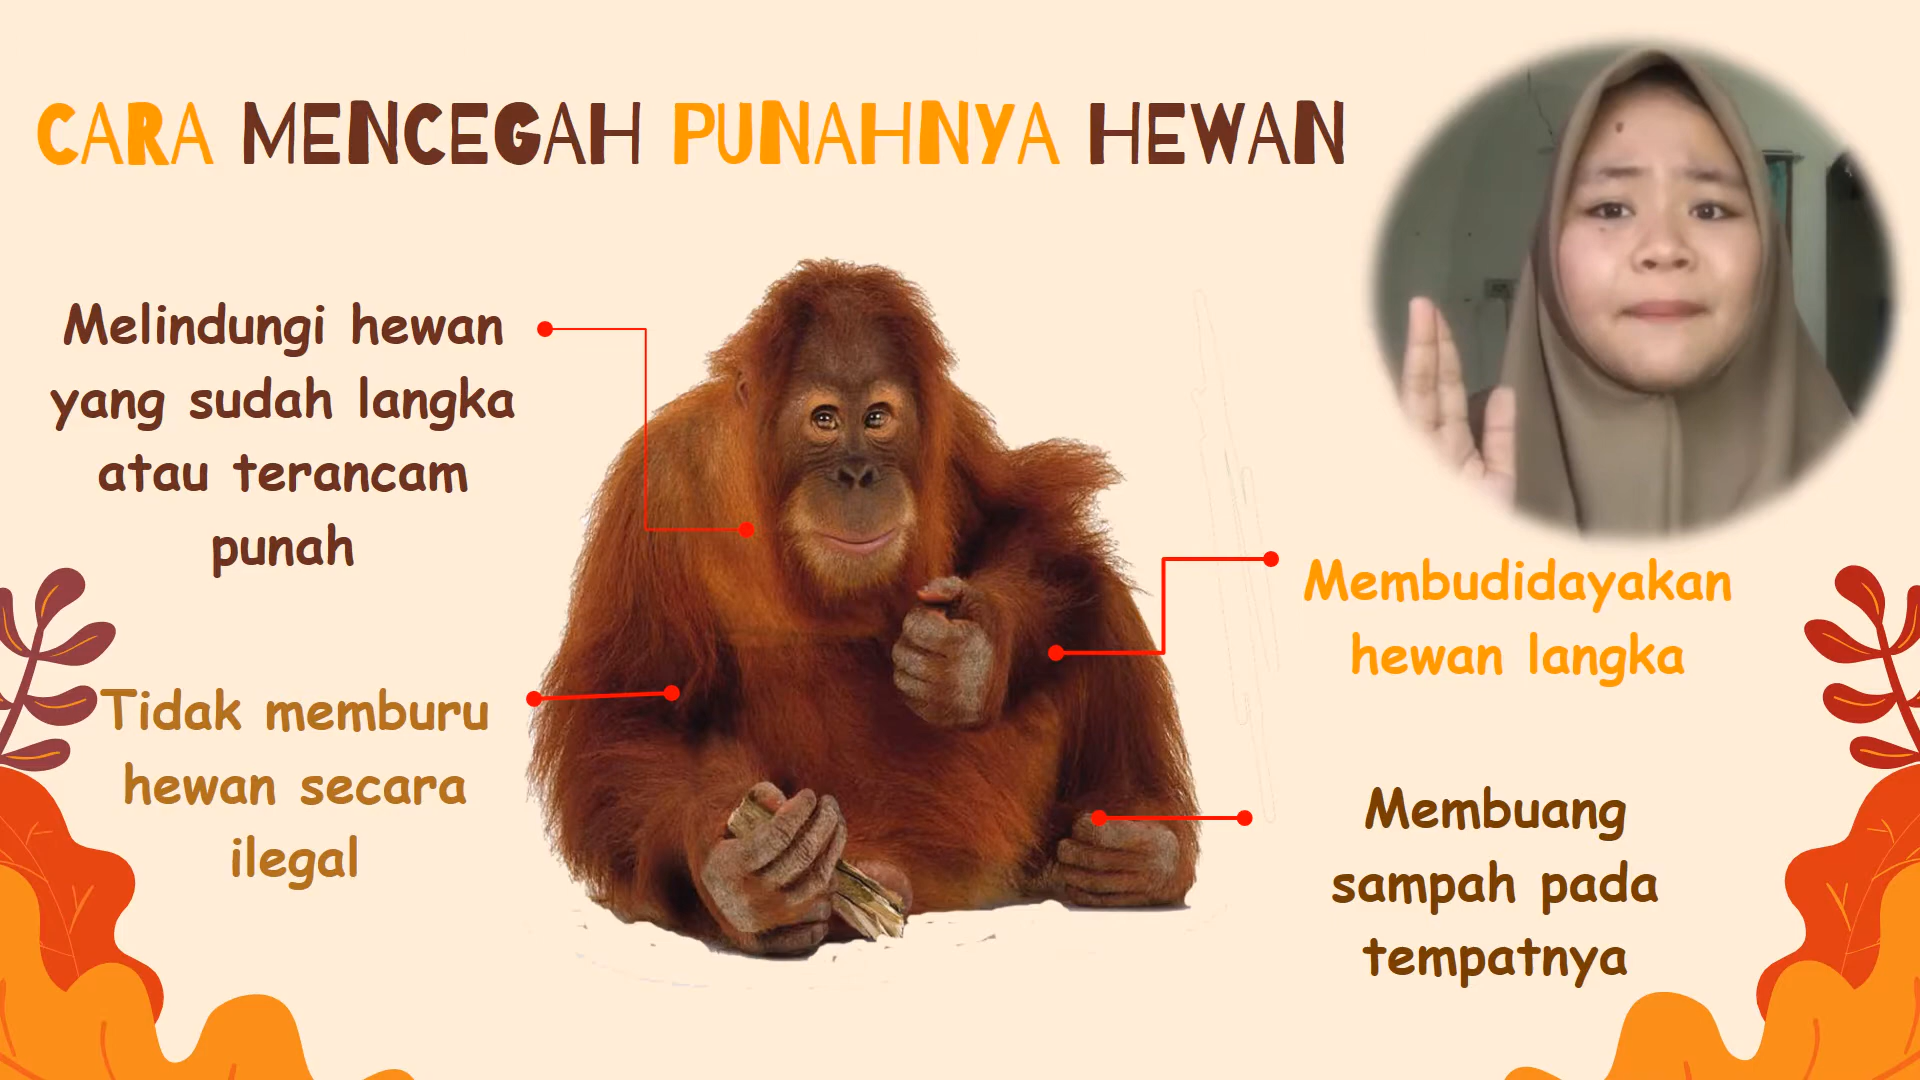 CARA MENCEGAH PUNAHNYA HEWAN
Melindungi hewan
yang sudah langka
atau terancam
punah
Tidak memburu
hewan secara
ilegal
Membudidayakan
hewan langka
Membuang
sampah pada
tempatnya